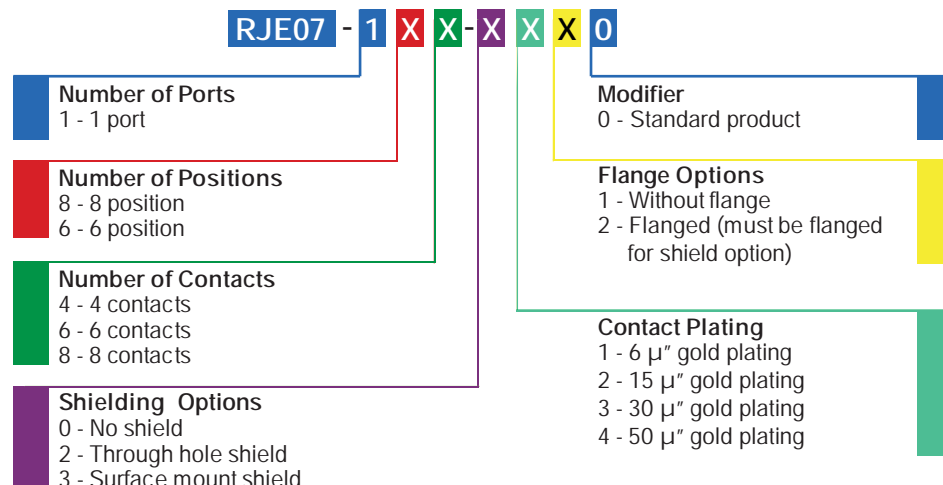 RJE07 - 1 X X - X X X 0
Number of Ports
1 - 1 port
Number of Positions
8 - 8 position
6 - 6 position
Number of Contacts
4 - 4 contacts
6 - 6 contacts
8 - 8 contacts
Shielding Options
0 - No shield
2 - Through hole shield
3 - Surface mount shield
Modifier
0 - Standard product
Flange Options
1 - Without flange
2 - Flanged (must be flanged
for shield option)
Contact Plating
1 - 6 µ″ gold plating
2 - 15 µ″ gold plating
3 - 30 µ″ gold plating
4 - 50 µ″ gold plating